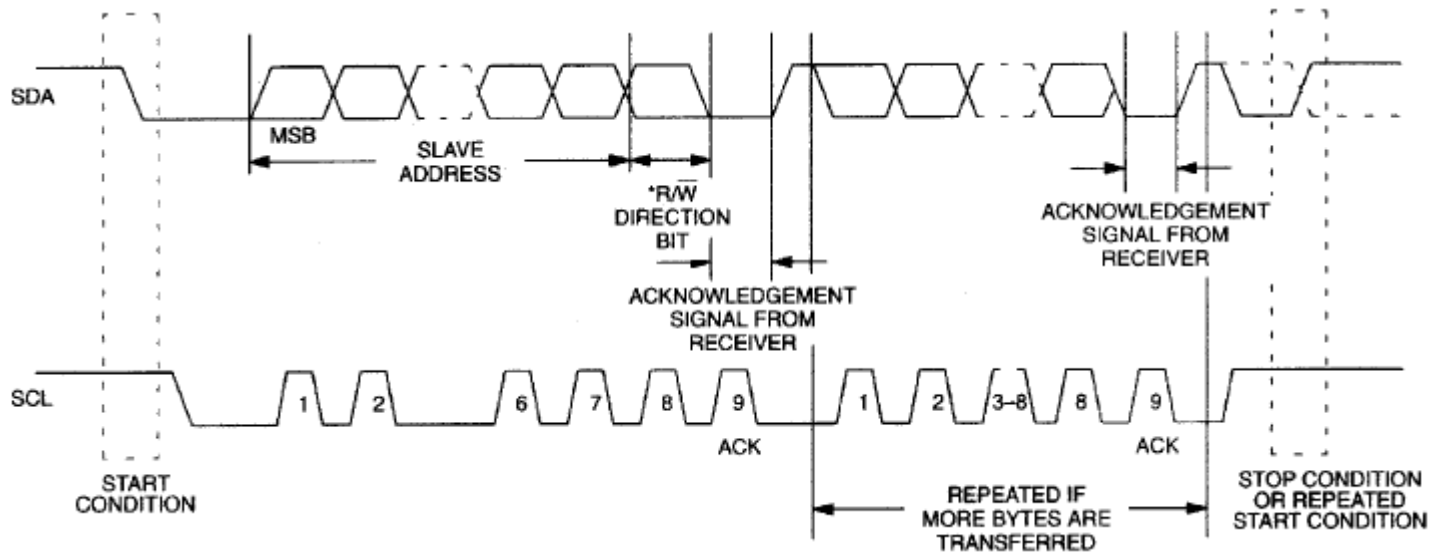 SDA
MSB
SLAVE
ADDRESS
*R/W̅
DIRECTION
BIT
ACKNOWLEDGEMENT
SIGNAL FROM
RECEIVER
ACKNOWLEDGEMENT
SIGNAL FROM
RECEIVER
SCL
1 2 6 7 8 9 1 2 3–8 8 9
ACK
ACK
START
CONDITION
REPEATED IF
MORE BYTES ARE
TRANSFERRED
STOP CONDITION
OR REPEATED
START CONDITION